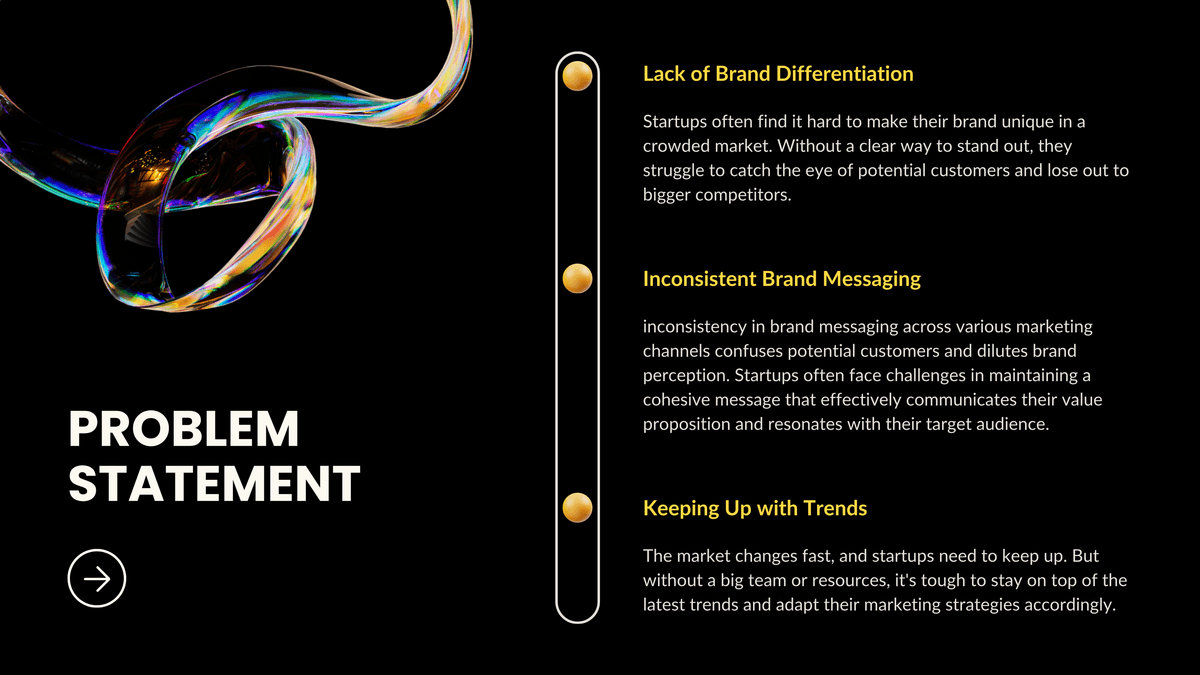 PROBLEM
STATEMENT
Lack of Brand Differentiation
Startups often find it hard to make their brand unique in a
crowded market. Without a clear way to stand out, they
struggle to catch the eye of potential customers and lose out to
bigger competitors.
Inconsistent Brand Messaging
inconsistency in brand messaging across various marketing
channels confuses potential customers and dilutes brand
perception. Startups often face challenges in maintaining a
cohesive message that effectively communicates their value
proposition and resonates with their target audience.
Keeping Up with Trends
The market changes fast, and startups need to keep up. But
without a big team or resources, it's tough to stay on top of the
latest trends and adapt their marketing strategies accordingly.